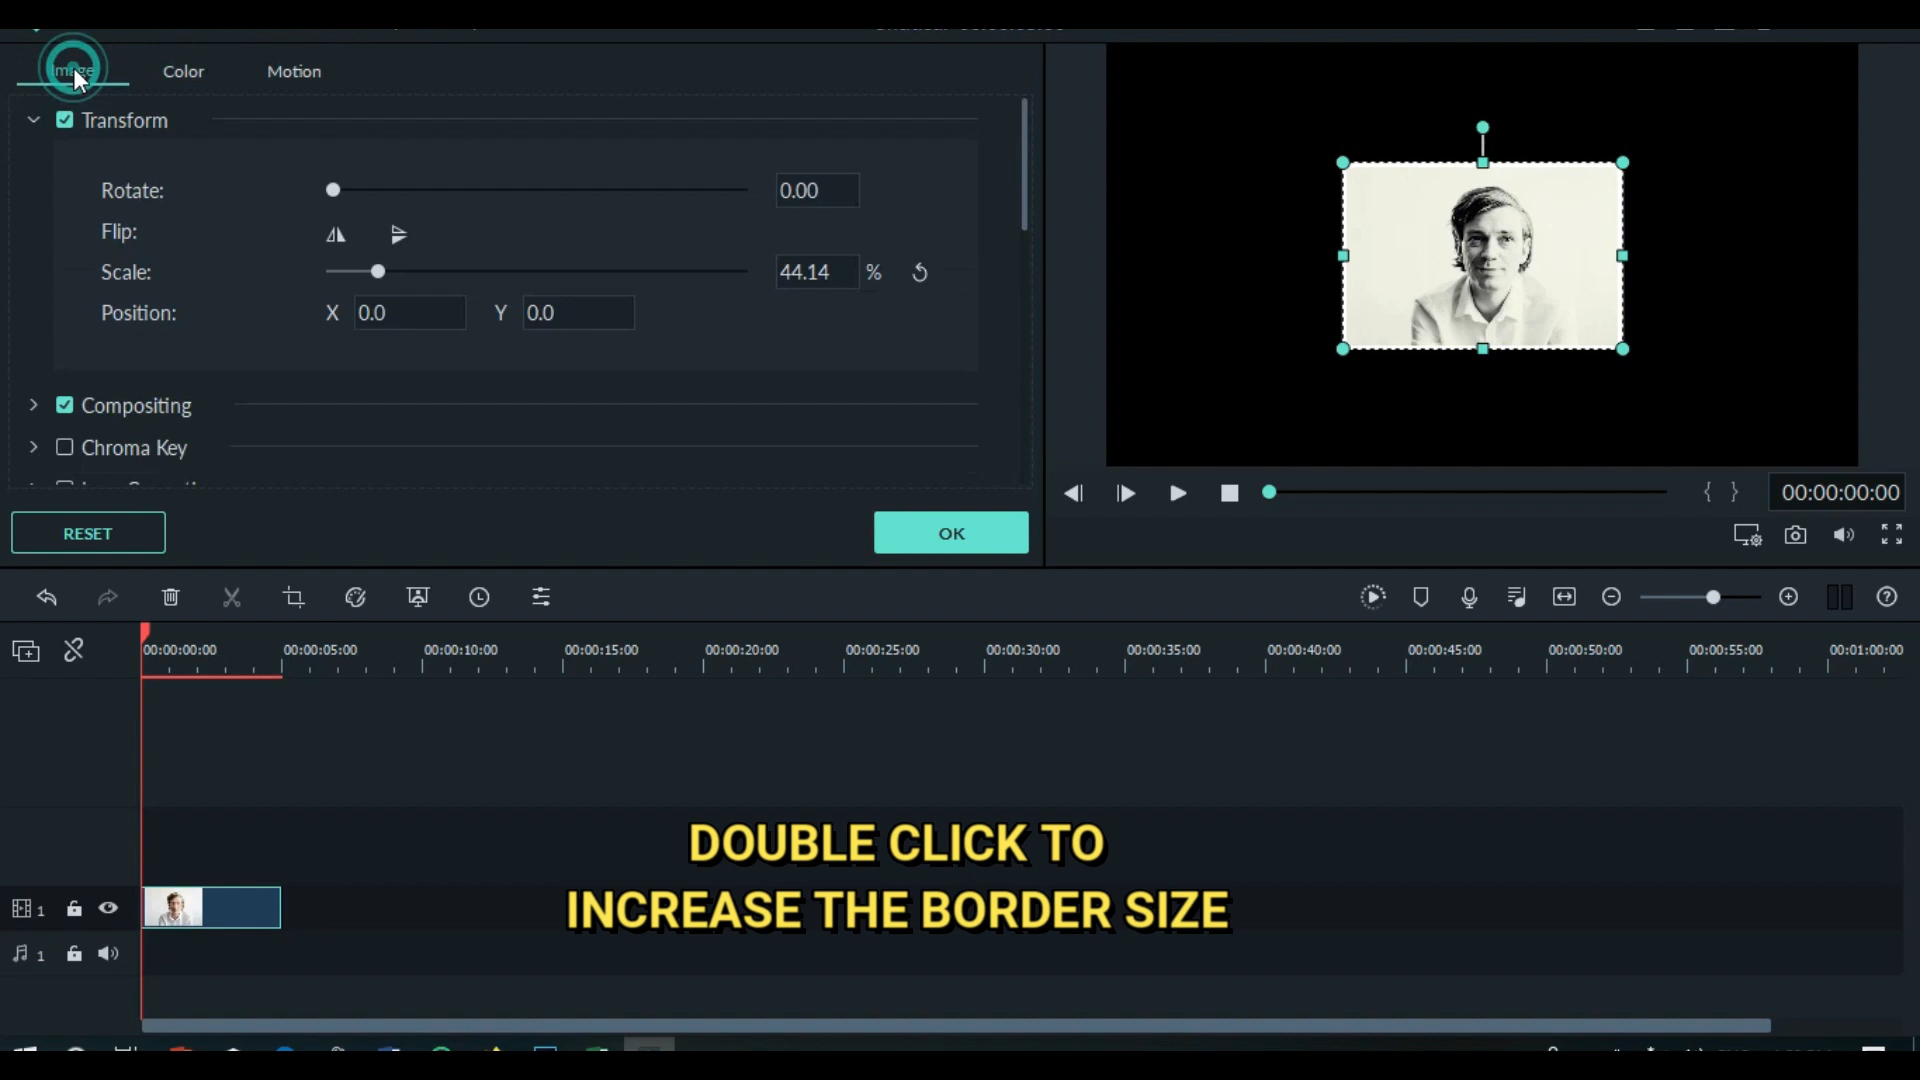 Image
Color
Motion
Transform
Rotate:
0.00
Flip:
Scale:
44.14 %
Position:
X 0.0 Y 0.0
Compositing
Chroma Key
RESET
OK
{ } 00:00:00:00
00:00:00:00 00:00:05:00 00:00:10:00 00:00:15:00 00:00:20:00 00:00:25:00 00:00:30:00 00:00:35:00 00:00:40:00 00:00:45:00 00:00:50:00 00:00:55:00 00:01:00:00
DOUBLE CLICK TO
INCREASE THE BORDER SIZE
1
1